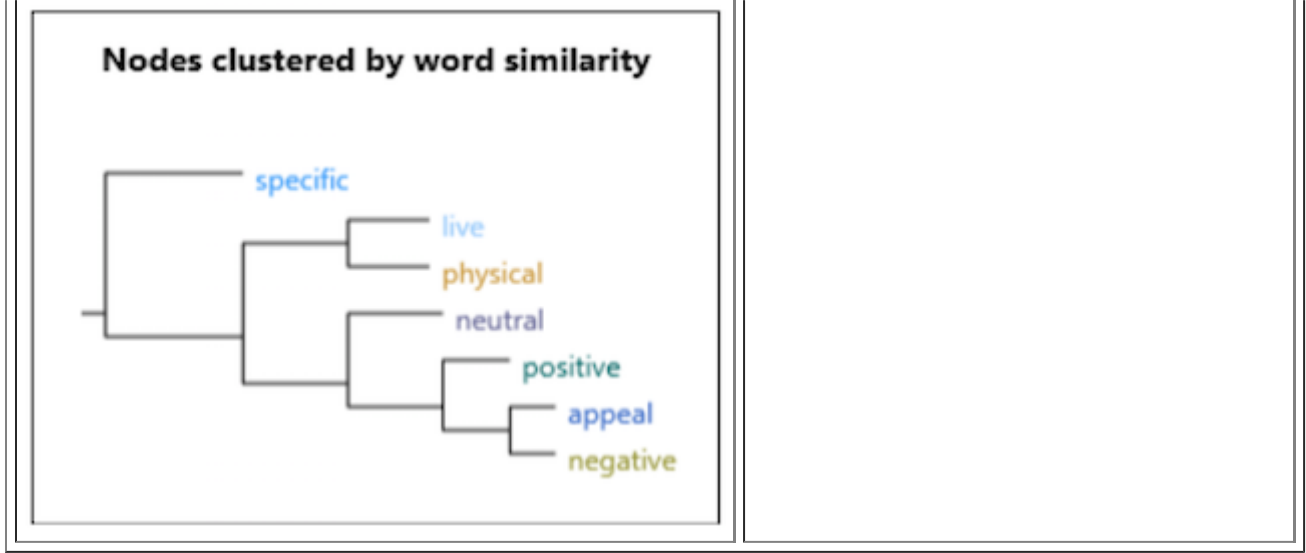 Nodes clustered by word similarity
specific
live
physical
neutral
positive
appeal
negative